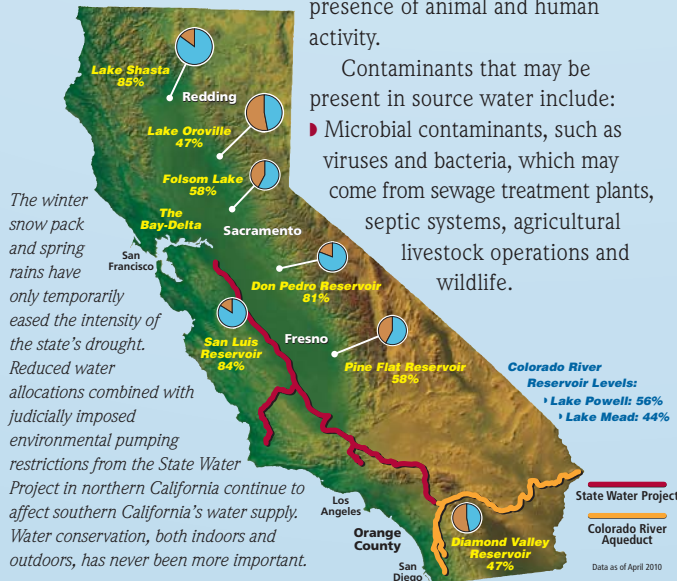 presence of animal and human
activity.
Contaminants that may be
present in source water include:
Microbial contaminants, such as
viruses and bacteria, which may
come from sewage treatment plants,
septic systems, agricultural
livestock operations and
wildlife.
Lake Shasta
85%
Redding
Lake Oroville
47%
Folsom Lake
58%
The
Bay-Delta
Sacramento
San
Francisco
Don Pedro Reservoir
81%
San Luis
Reservoir
84%
Fresno
Pine Flat Reservoir
58%
The winter
snow pack
and spring
rains have
only temporarily
eased the intensity of
the state's drought.
Reduced water
allocations combined with
judicially imposed
environmental pumping
restrictions from the State Water
Project in northern California continue to
affect southern California's water supply.
Water conservation, both indoors and
outdoors, has never been more important.
Colorado River
Reservoir Levels:
Lake Powell: 56%
Lake Mead: 44%
Los
Angeles
Orange
County
San
Diego
Diamond Valley
Reservoir
47%
State Water Project
Colorado River
Aqueduct
Data as of April 2010